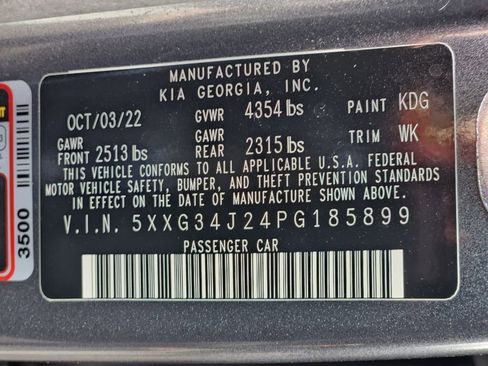 MANUFACTURED BY
KIA GEORGIA, INC.
OCT/03/22 GVWR 4354 lbs PAINT KDG
GAWR FRONT 2513 lbs GAWR REAR 2315 lbs TRIM WK
THIS VEHICLE CONFORMS TO ALL APPLICABLE U.S.A. FEDERAL
MOTOR VEHICLE SAFETY, BUMPER, AND THEFT PREVENTION STANDARDS
IN EFFECT ON THE DATE OF MANUFACTURE SHOWN ABOVE.
V.I.N. 5XXG34J24PG185899
PASSENGER CAR
3500